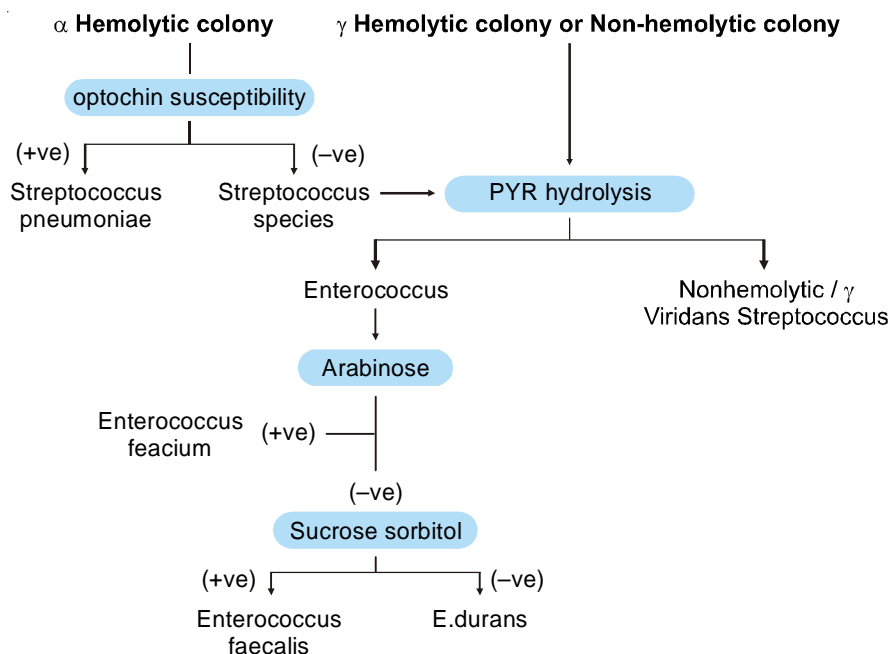 α Hemolytic colony
γ Hemolytic colony or Non-hemolytic colony
optochin susceptibility
(+ve)
(–ve)
Streptococcus
pneumoniae
Streptococcus
species
PYR hydrolysis
Enterococcus
Nonhemolytic / γ
Viridans Streptococcus
Arabinose
Enterococcus
feacium
(+ve)
(–ve)
Sucrose sorbitol
(+ve)
(–ve)
Enterococcus
faecalis
E.durans